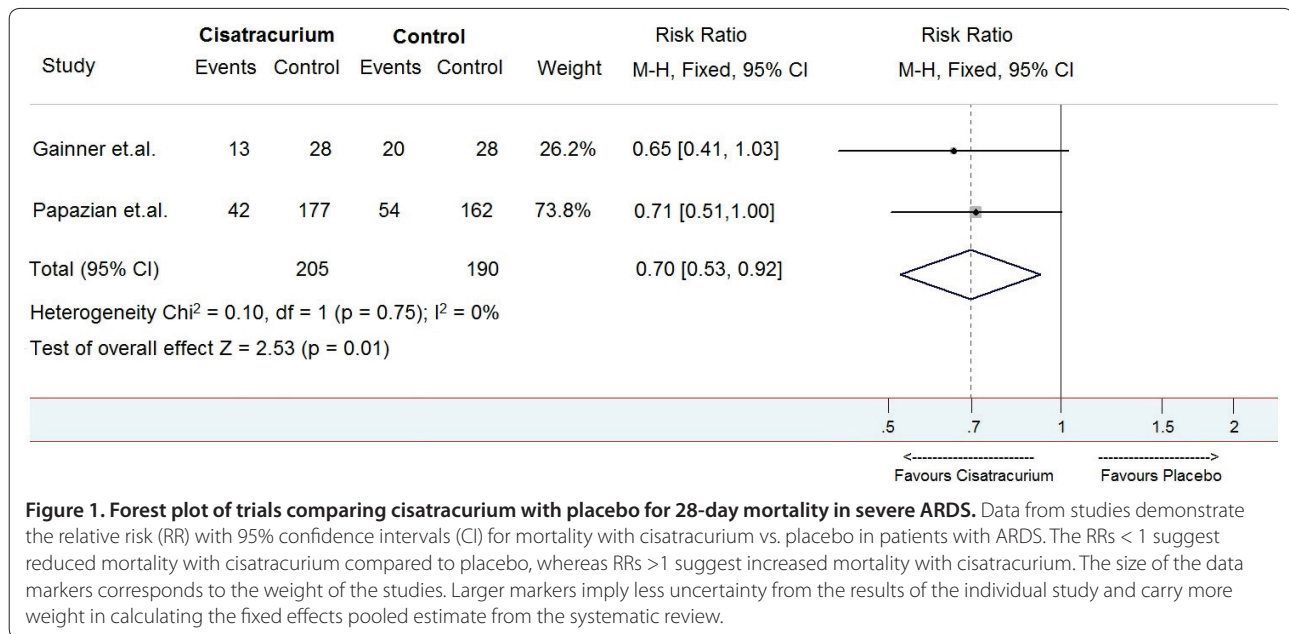 Cisatracurium Control Risk Ratio Risk Ratio
Study Events Control Events Control Weight M-H, Fixed, 95% CI M-H, Fixed, 95% CI
Gainner et.al. 13 28 20 28 26.2% 0.65 [0.41, 1.03]
Papazian et.al. 42 177 54 162 73.8% 0.71 [0.51,1.00]
Total (95% CI) 205 190 0.70 [0.53, 0.92]
Heterogeneity Chi² = 0.10, df = 1 (p = 0.75); I² = 0%
Test of overall effect Z = 2.53 (p = 0.01)
.5 .7 1 1.5 2
<----------------------- --------------------->
Favours Cisatracurium Favours Placebo
Figure 1. Forest plot of trials comparing cisatracurium with placebo for 28-day mortality in severe ARDS. Data from studies demonstrate
the relative risk (RR) with 95% confidence intervals (CI) for mortality with cisatracurium vs. placebo in patients with ARDS. The RRs < 1 suggest
reduced mortality with cisatracurium compared to placebo, whereas RRs >1 suggest increased mortality with cisatracurium. The size of the data
markers corresponds to the weight of the studies. Larger markers imply less uncertainty from the results of the individual study and carry more
weight in calculating the fixed effects pooled estimate from the systematic review.